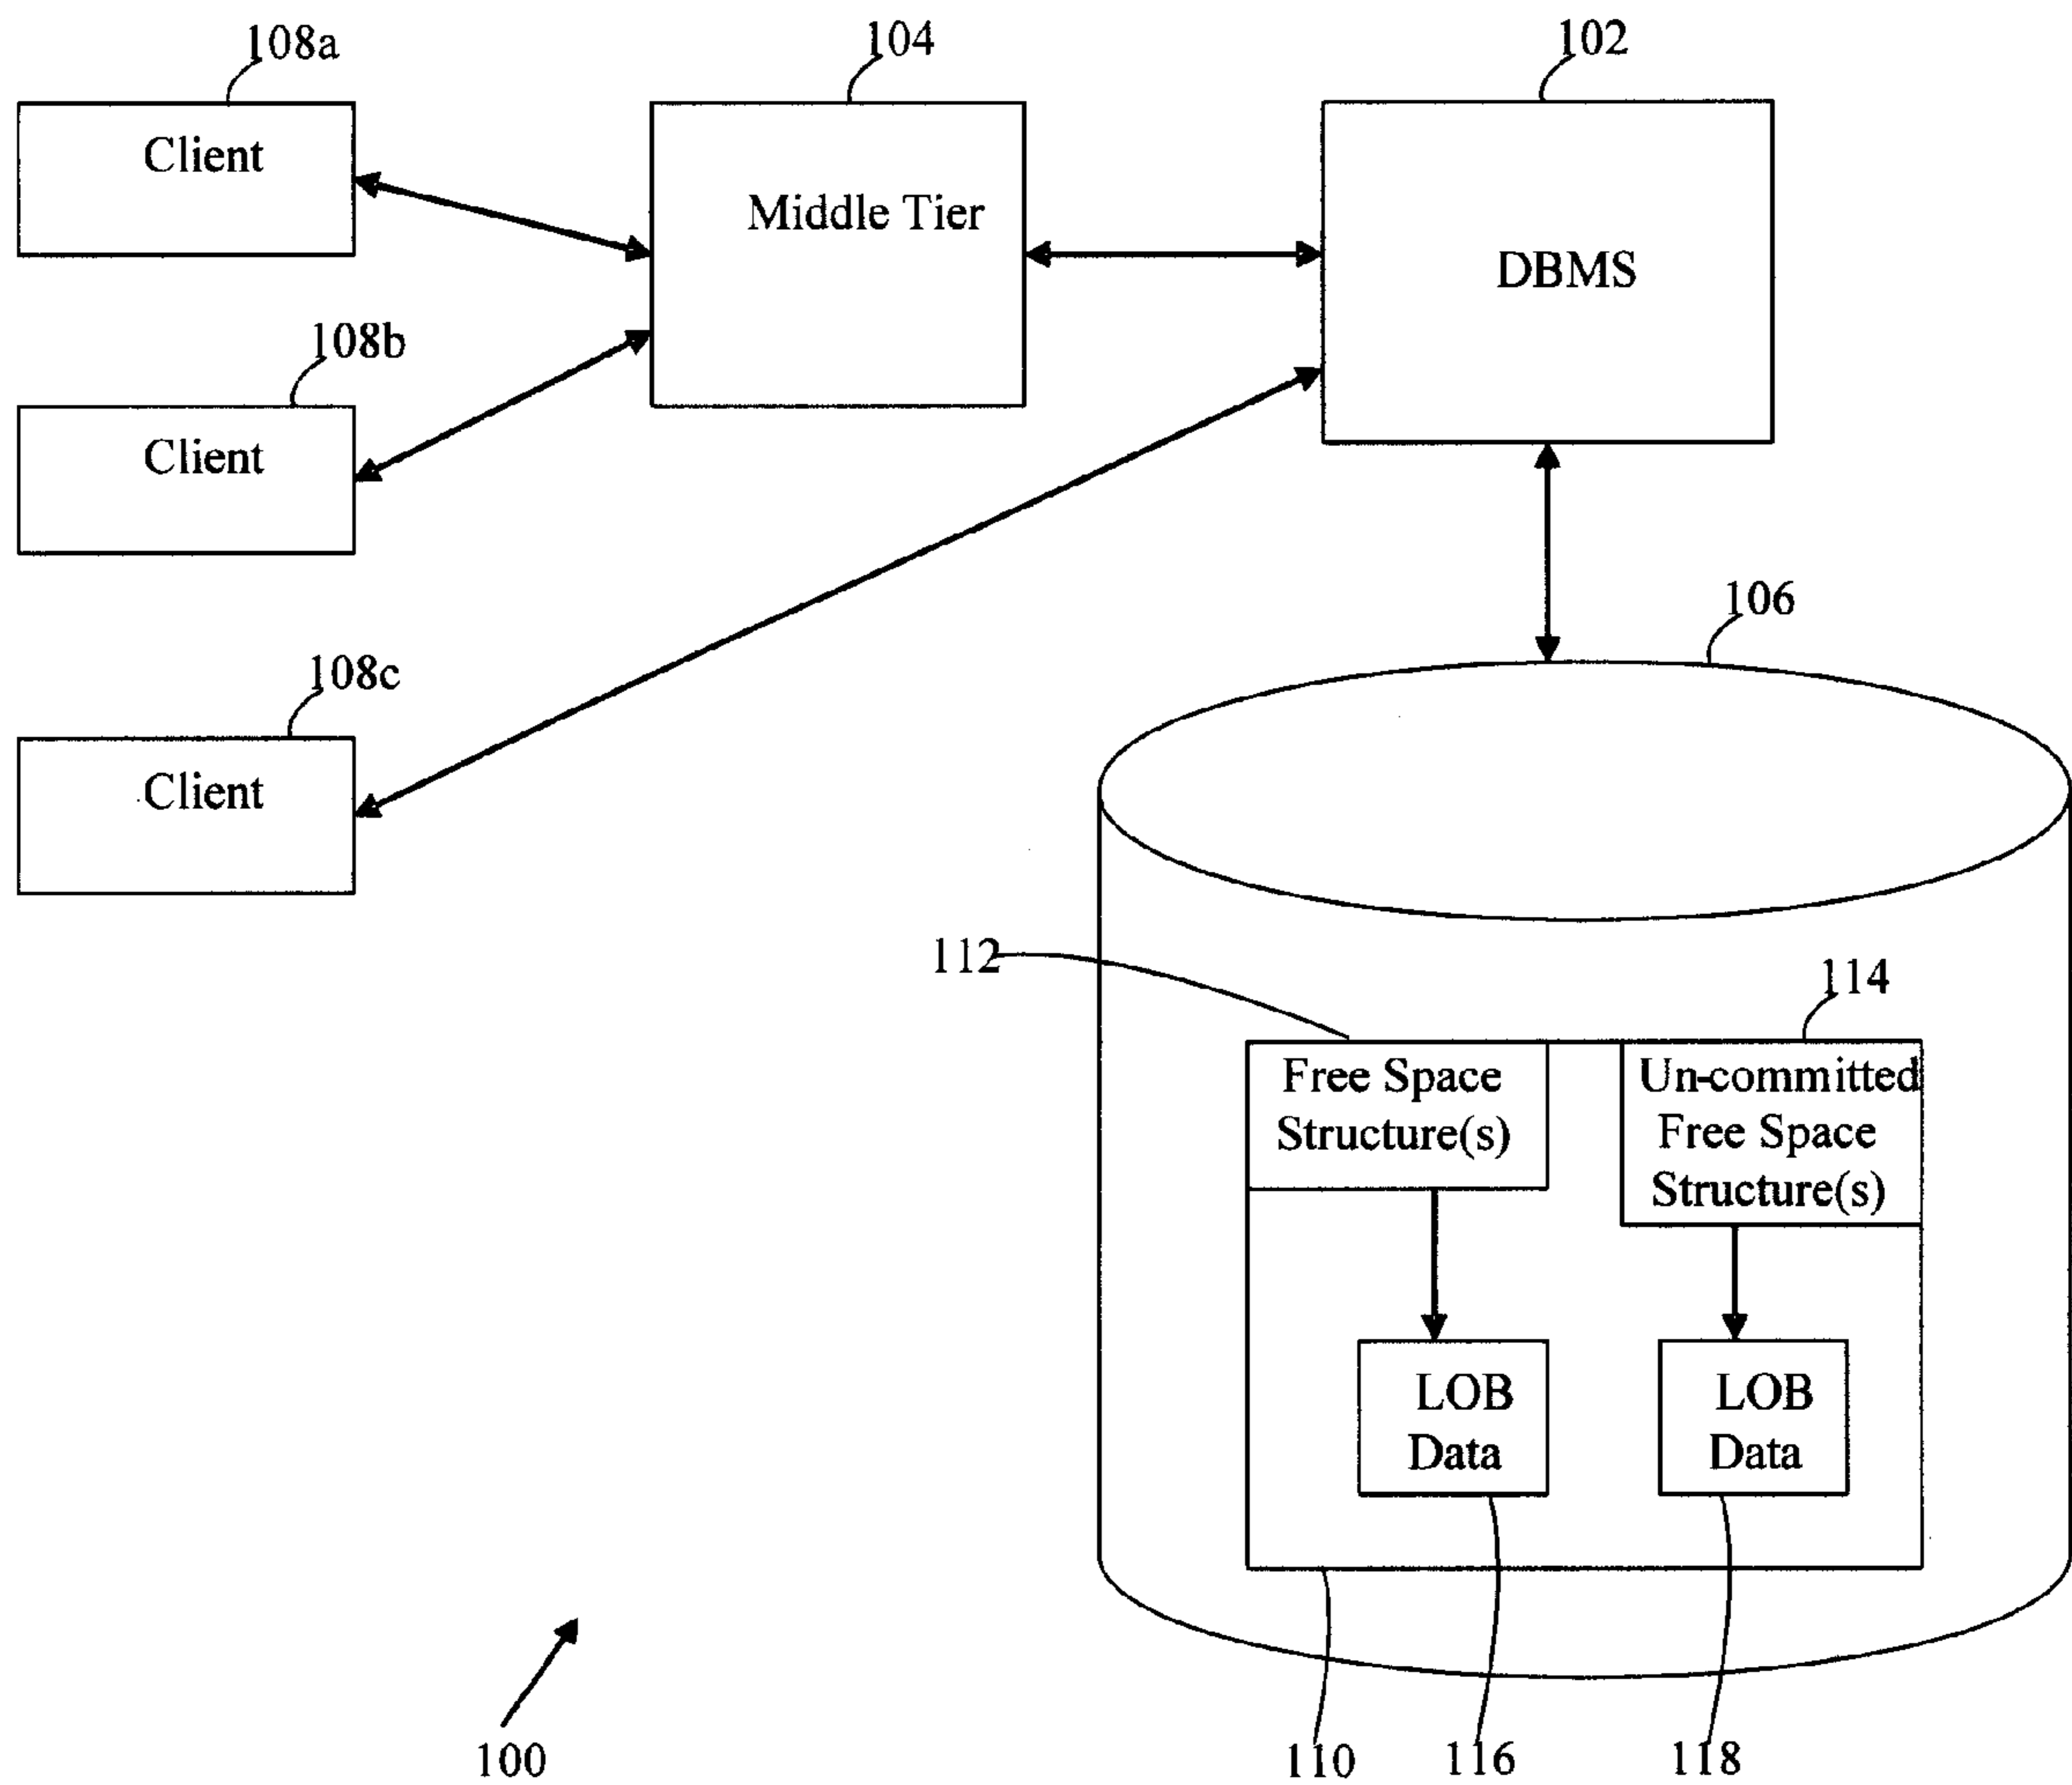 108a
104
102
Client
Middle Tier
DBMS
108b
Client
106
108c
Client
112
114
Free Space
Structure(s)
Un-committed
Free Space
Structure(s)
LOB
Data
LOB
Data
100
110
116
118